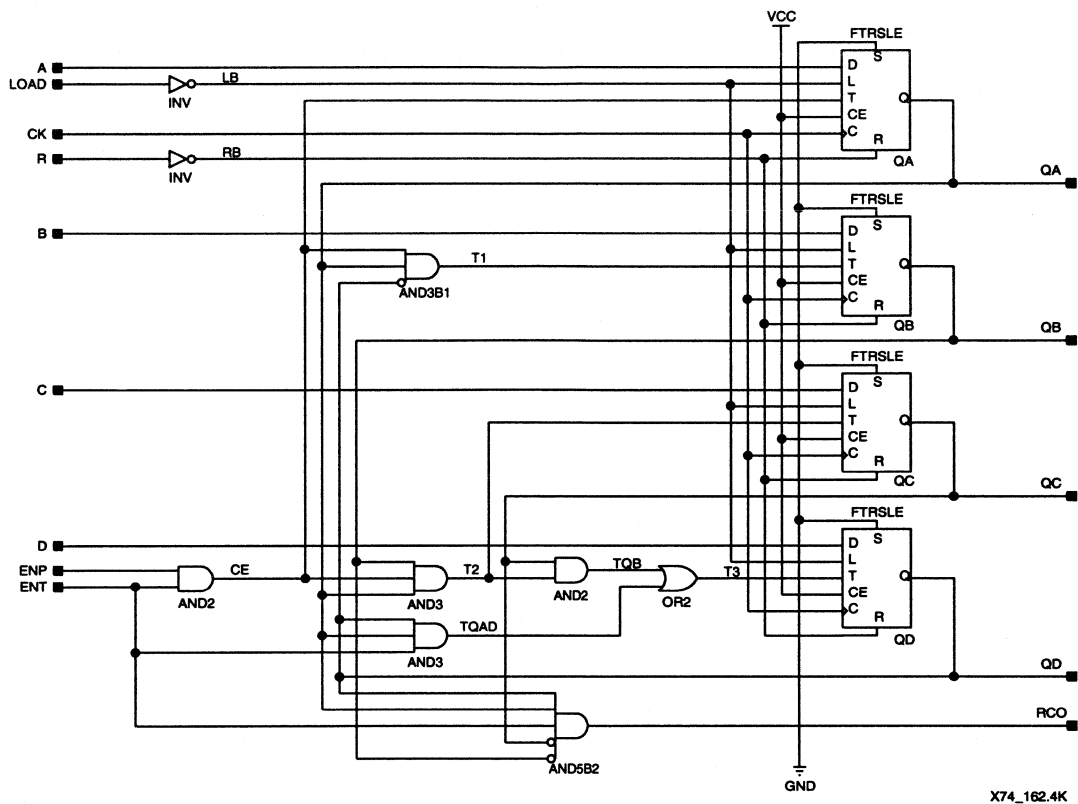 VCC
FTRSLE
S
A
D
LOAD
LB
L
INV
T
Q
CE
CK
C
R
RB
R
INV
QA
QA
FTRSLE
S
B
D
L
T1
T
Q
CE
AND3B1
C
R
QB
QB
FTRSLE
S
C
D
L
T
Q
CE
C
R
QC
QC
FTRSLE
S
D
D
ENP
CE
T2
TQB
L
ENT
T3
T
Q
AND2
AND3
AND2
OR2
CE
C
R
TQAD
QD
AND3
QD
RCO
AND5B2
GND
X74_162.4K